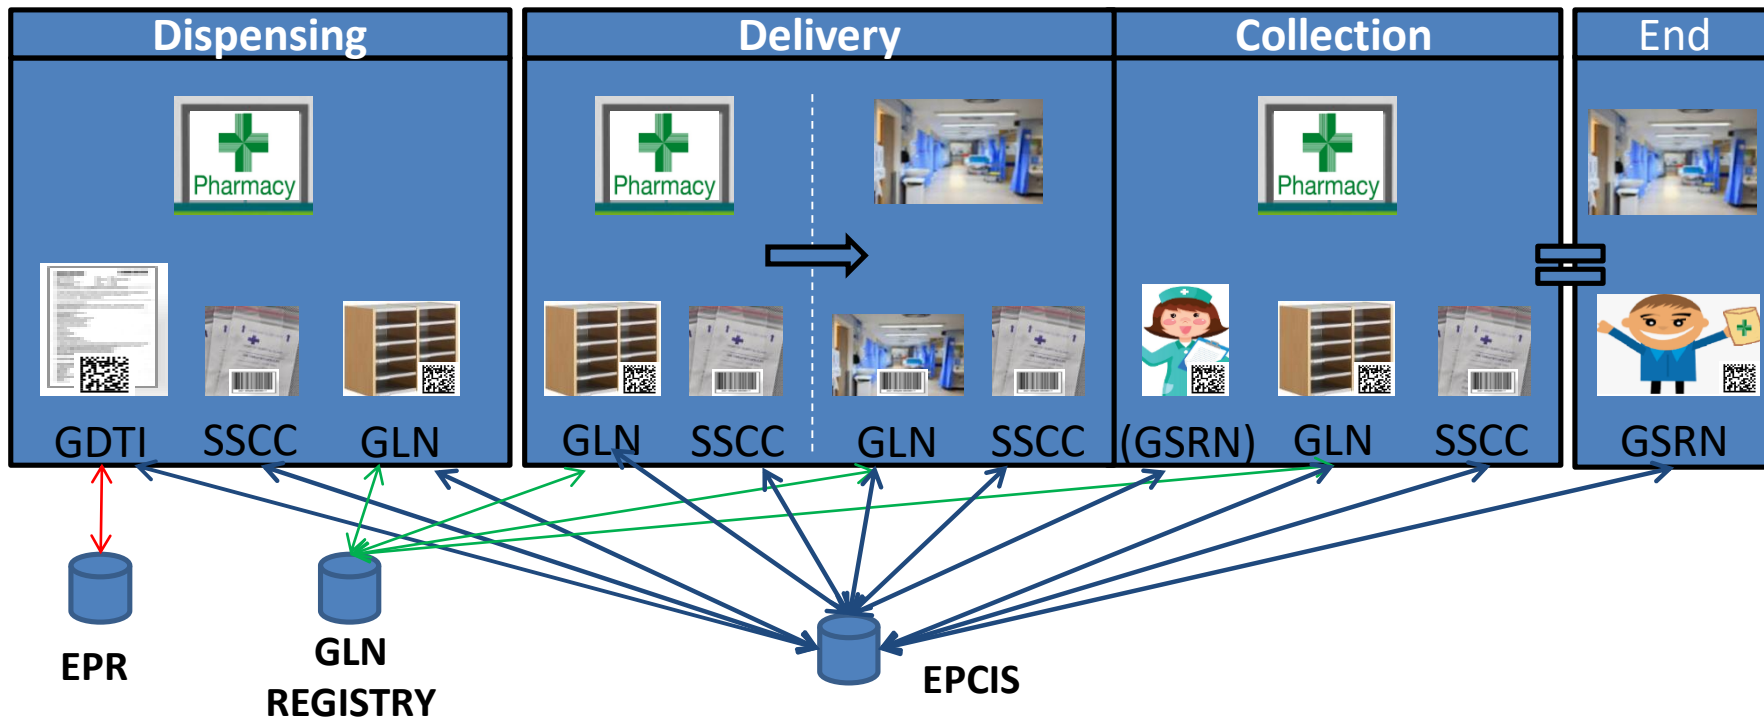 Dispensing
Delivery
Collection
End
Pharmacy
Pharmacy
Pharmacy
GDTI
SSCC
GLN
GLN
SSCC
GLN
SSCC
(GSRN)
GLN
SSCC
GSRN
EPR
GLN
REGISTRY
EPCIS